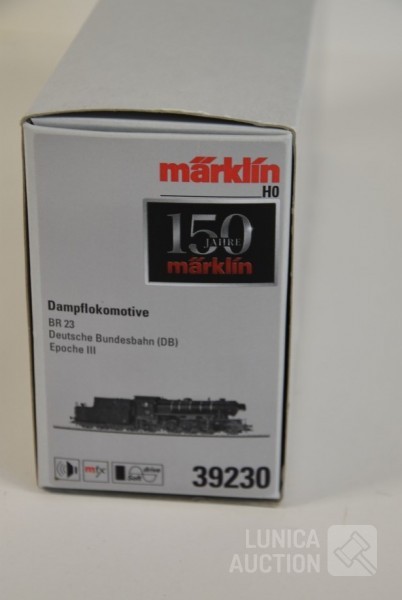 märklin
H0
150
JAHRE
märklin
Dampflokomotive
BR 23
Deutsche Bundesbahn (DB)
Epoche III
mfx
39230
LUNICA
AUCTION